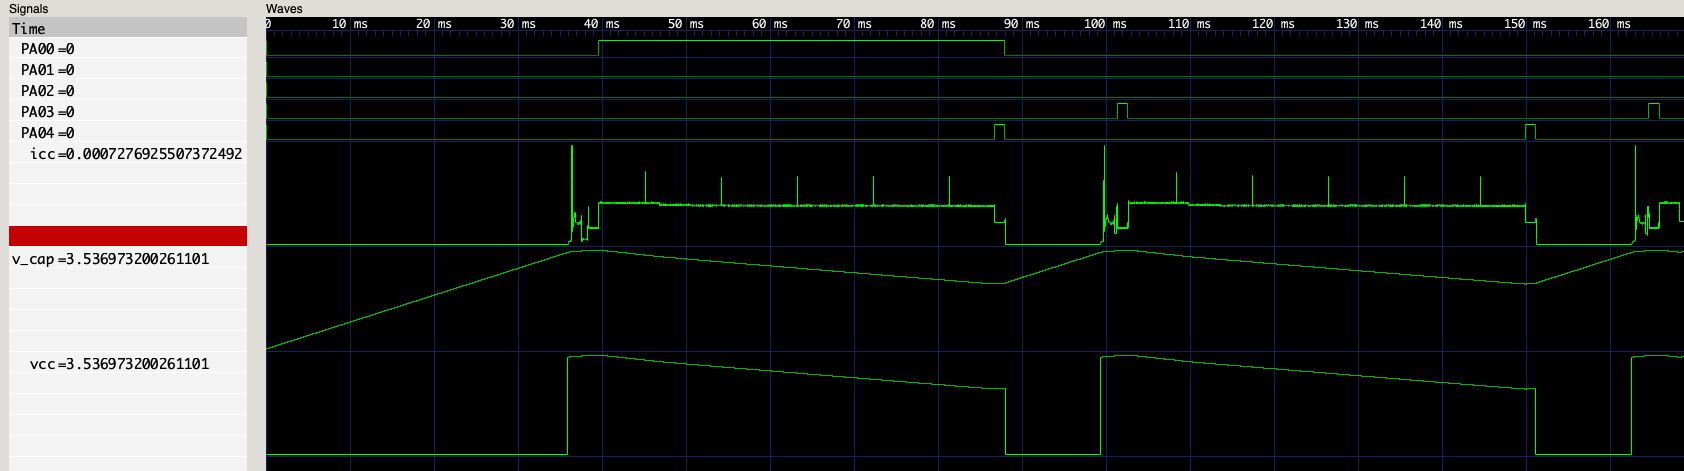 Signals
Waves
Time
0 10 ms 20 ms 30 ms 40 ms 50 ms 60 ms 70 ms 80 ms 90 ms 100 ms 110 ms 120 ms 130 ms 140 ms 150 ms 160 ms
PA00=0
PA01=0
PA02=0
PA03=0
PA04=0
icc=0.0007276925507372492
v_cap=3.536973200261101
vcc=3.536973200261101